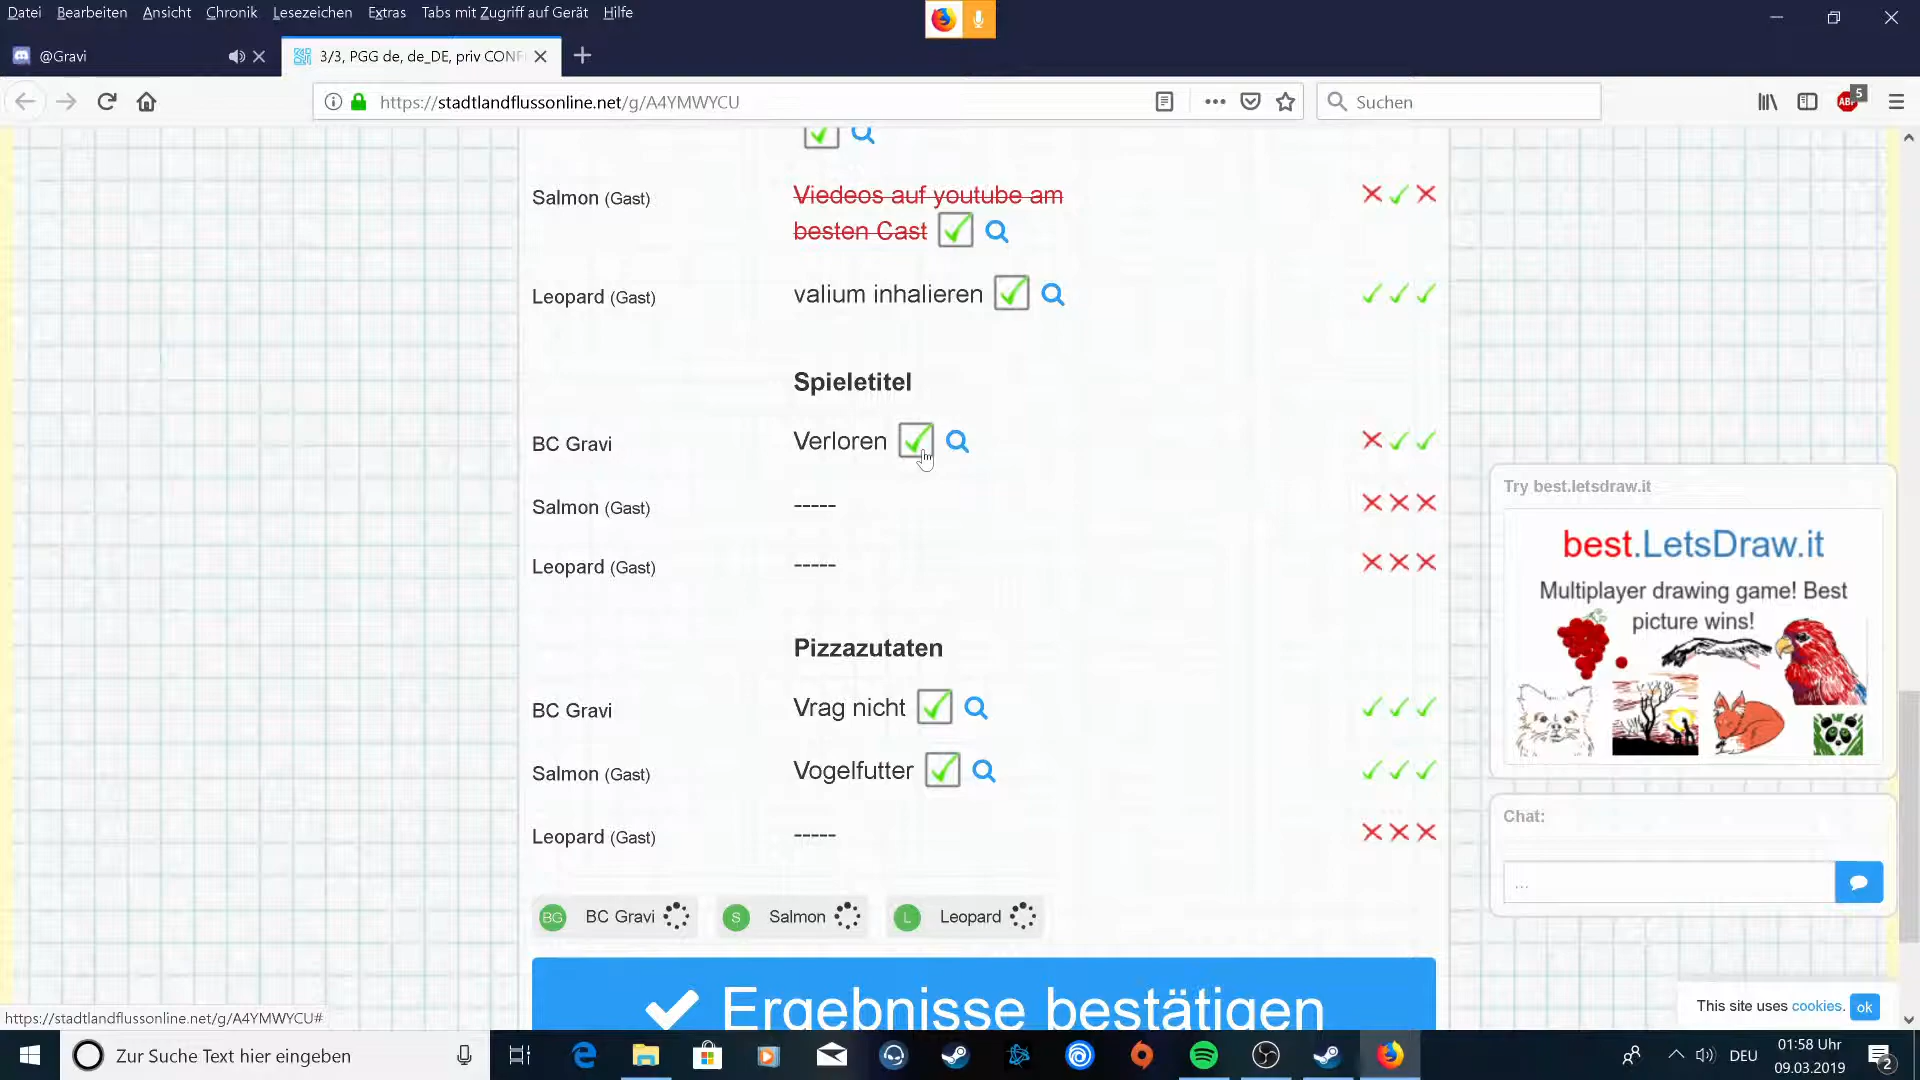 Datei Bearbeiten Ansicht Chronik Lesezeichen Extras Tabs mit Zugriff auf Gerät Hilfe
@Gravi
3/3, PGG de, de_DE, priv CONF
https://stadtlandflussonline.net/g/A4YMWYCU
Suchen
ABP
5
Salmon (Gast)
Viedeos auf youtube am
besten Cast
Leopard (Gast)
valium inhalieren
Spieletitel
BC Gravi
Verloren
Salmon (Gast)
-----
Leopard (Gast)
-----
Pizzazutaten
BC Gravi
Vrag nicht
Salmon (Gast)
Vogelfutter
Leopard (Gast)
-----
BG BC Gravi
S Salmon
L Leopard
Ergebnisse bestätigen
Try best.letsdraw.it
best.LetsDraw.it
Multiplayer drawing game! Best
picture wins!
Chat:
...
This site uses cookies. ok
https://stadtlandflussonline.net/g/A4YMWYCU#
Zur Suche Text hier eingeben
DEU
01:58 Uhr
09.03.2019
2